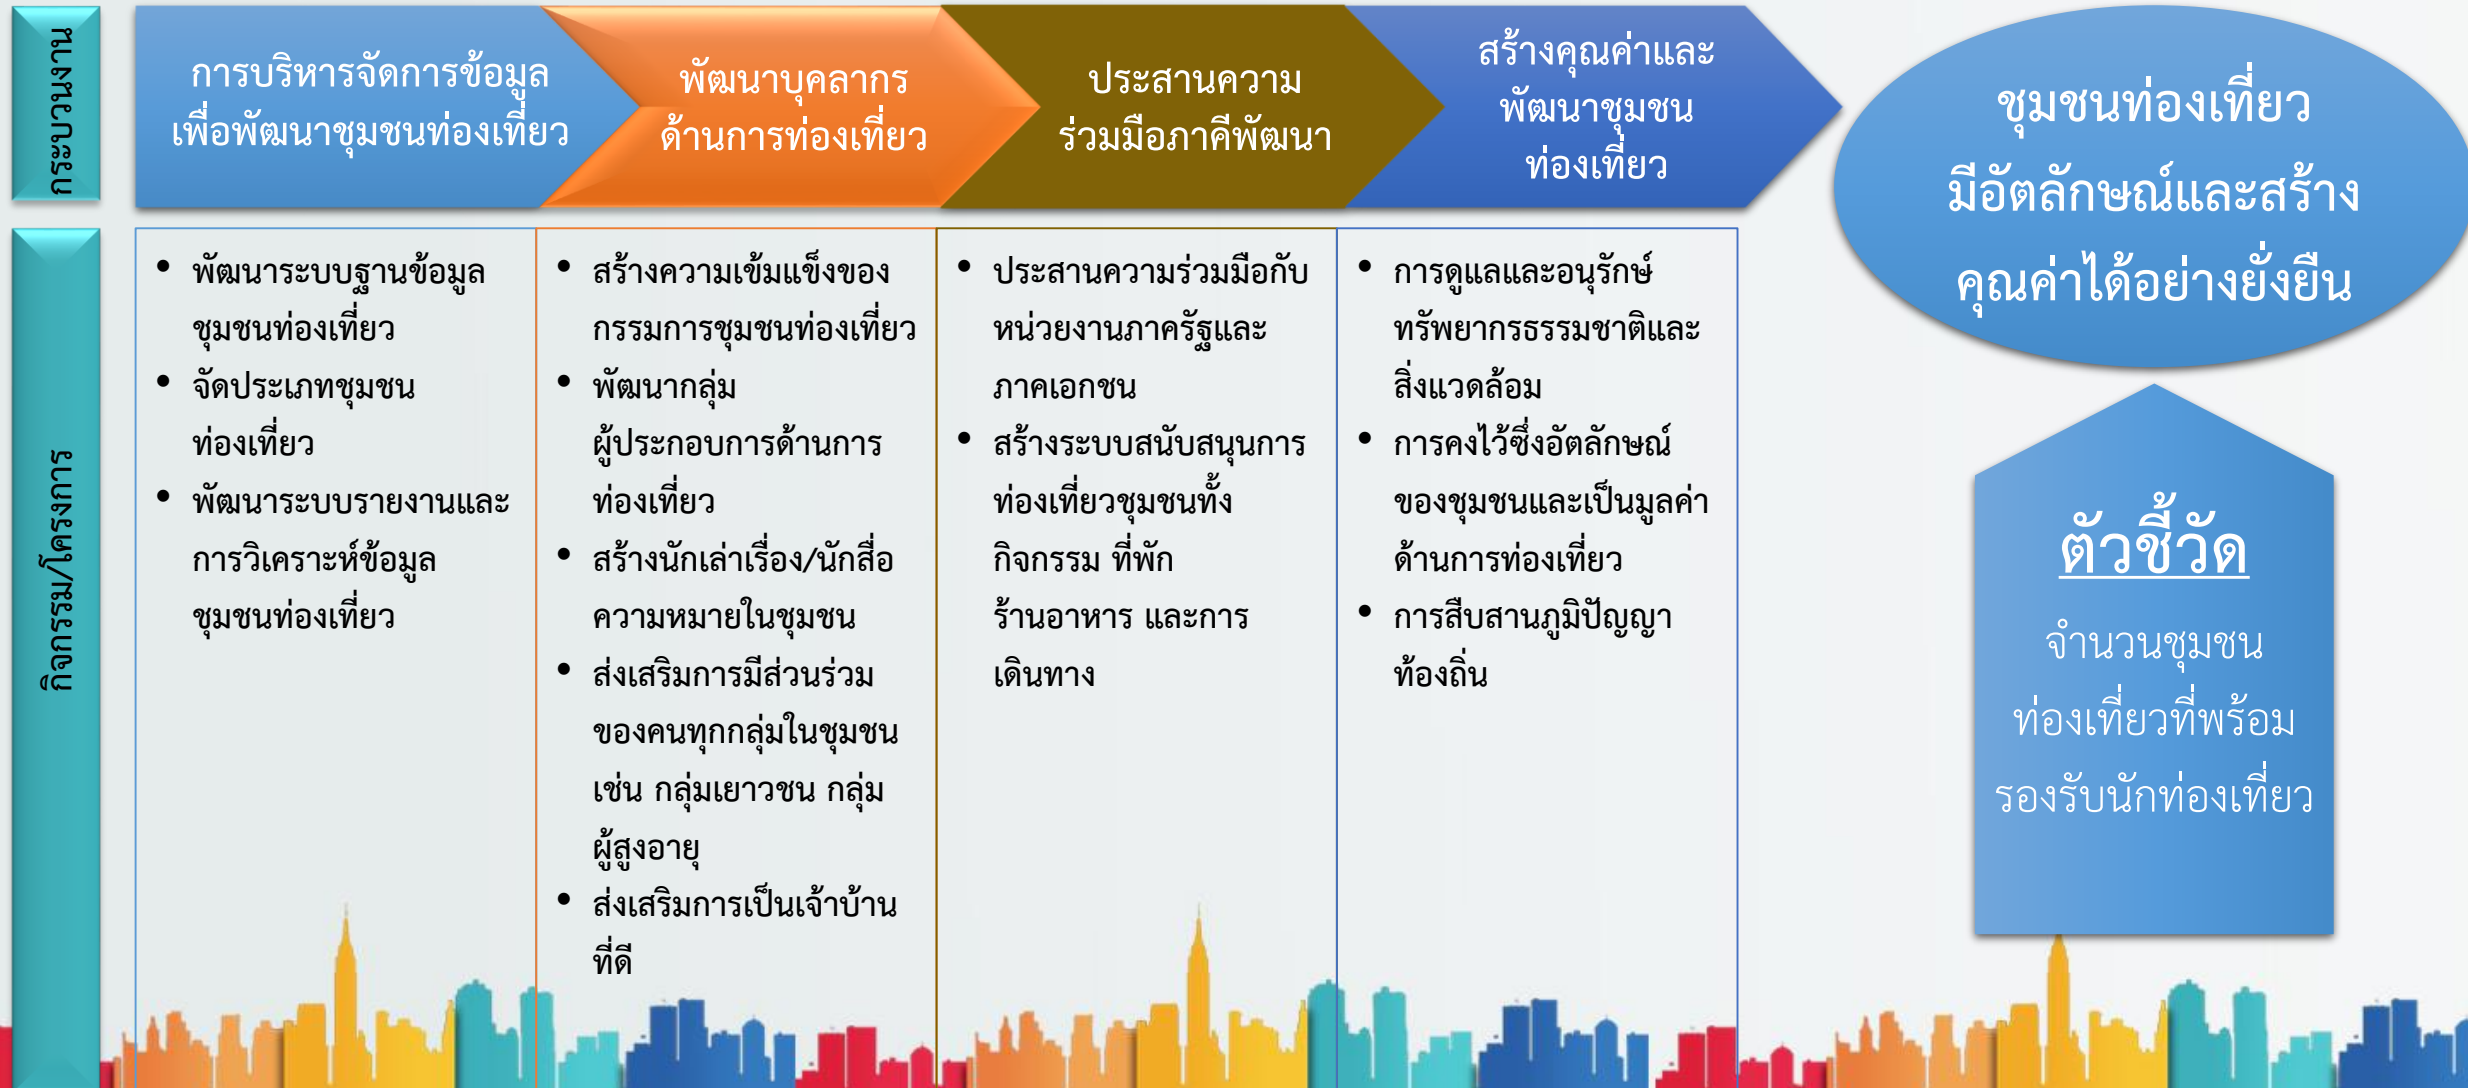 กระบวนงาน
การบริหารจัดการข้อมูล
เพื่อพัฒนาชุมชนท่องเที่ยว
พัฒนาบุคลากร
ด้านการท่องเที่ยว
ประสานความ
ร่วมมือภาคีพัฒนา
สร้างคุณค่าและ
พัฒนาชุมชน
ท่องเที่ยว
ชุมชนท่องเที่ยว
มีอัตลักษณ์และสร้าง
คุณค่าได้อย่างยั่งยืน
กิจกรรม/โครงการ
• พัฒนาระบบฐานข้อมูล
ชุมชนท่องเที่ยว
• จัดประเภทชุมชน
ท่องเที่ยว
• พัฒนาระบบรายงานและ
การวิเคราะห์ข้อมูล
ชุมชนท่องเที่ยว
• สร้างความเข้มแข็งของ
กรรมการชุมชนท่องเที่ยว
• พัฒนากลุ่ม
ผู้ประกอบการด้านการ
ท่องเที่ยว
• สร้างนักเล่าเรื่อง/นักสื่อ
ความหมายในชุมชน
• ส่งเสริมการมีส่วนร่วม
ของคนทุกกลุ่มในชุมชน
เช่น กลุ่มเยาวชน กลุ่ม
ผู้สูงอายุ
• ส่งเสริมการเป็นเจ้าบ้าน
ที่ดี
• ประสานความร่วมมือกับ
หน่วยงานภาครัฐและ
ภาคเอกชน
• สร้างระบบสนับสนุนการ
ท่องเที่ยวชุมชนทั้ง
กิจกรรม ที่พัก
ร้านอาหาร และการ
เดินทาง
• การดูแลและอนุรักษ์
ทรัพยากรธรรมชาติและ
สิ่งแวดล้อม
• การคงไว้ซึ่งอัตลักษณ์
ของชุมชนและเป็นมูลค่า
ด้านการท่องเที่ยว
• การสืบสานภูมิปัญญา
ท้องถิ่น
ตัวชี้วัด
จำนวนชุมชน
ท่องเที่ยวที่พร้อม
รองรับนักท่องเที่ยว